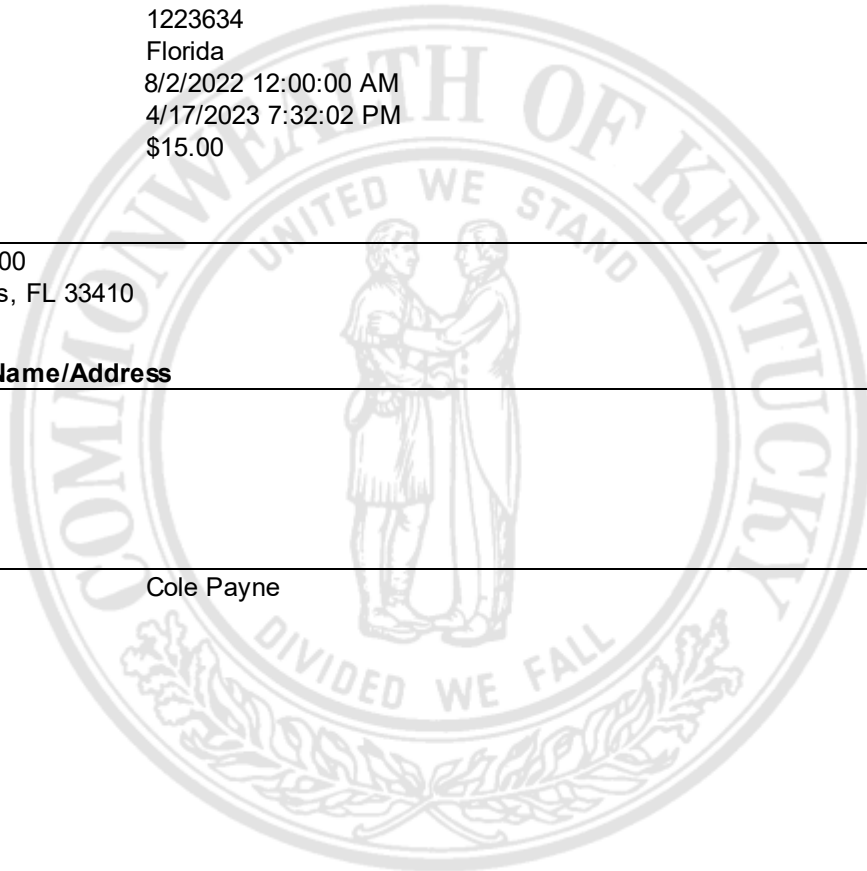 1223634
Florida
8/2/2022 12:00:00 AM
4/17/2023 7:32:02 PM
$15.00
COMMONWEALTH OF KENTUCKY
UNITED WE STAND
00
s, FL 33410
Name/Address
Cole Payne
DIVIDED WE FALL